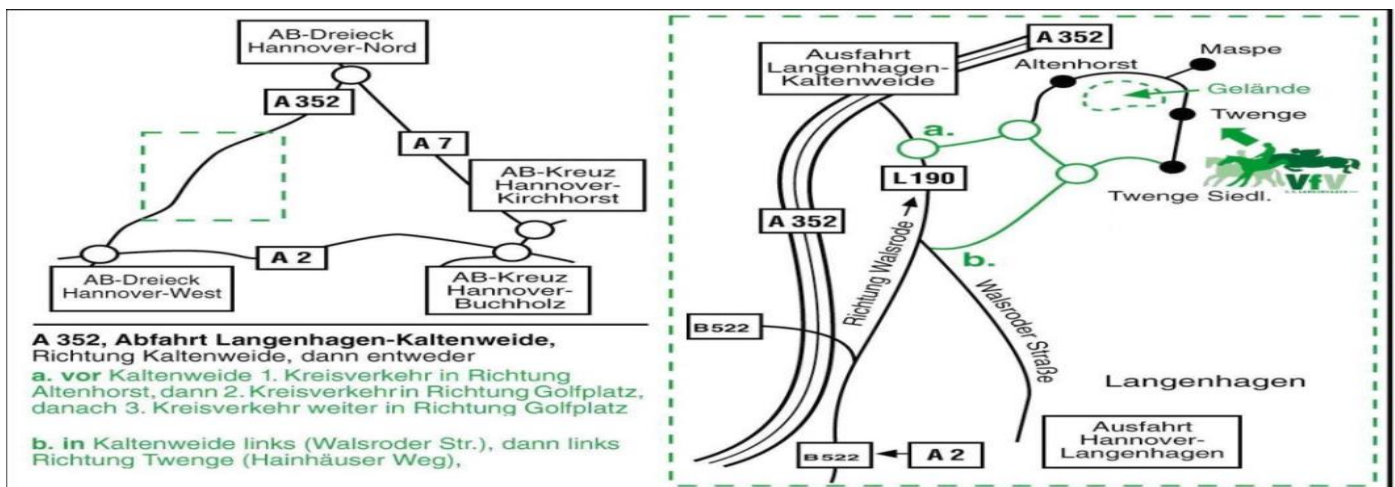 AB-Dreieck
Hannover-Nord
A 352
A 7
AB-Kreuz
Hannover-
Kirchhorst
A 2
AB-Dreieck
Hannover-West
AB-Kreuz
Hannover-
Buchholz
A 352, Abfahrt Langenhagen-Kaltenweide,
Richtung Kaltenweide, dann entweder
a. vor Kaltenweide 1. Kreisverkehr in Richtung
Altenhorst, dann 2. Kreisverkehr in Richtung Golfplatz,
danach 3. Kreisverkehr weiter in Richtung Golfplatz
b. in Kaltenweide links (Walsroder Str.), dann links
Richtung Twenge (Hainhäuser Weg),
A 352
Ausfahrt
Langenhagen-
Kaltenweide
Maspe
Altenhorst
Gelände
Twenge
a.
L190
VfV
Twenge Siedl.
A 352
Richtung Walsrode
b.
Walsroder Straße
B522
Langenhagen
Ausfahrt
Hannover-
Langenhagen
B522
A 2